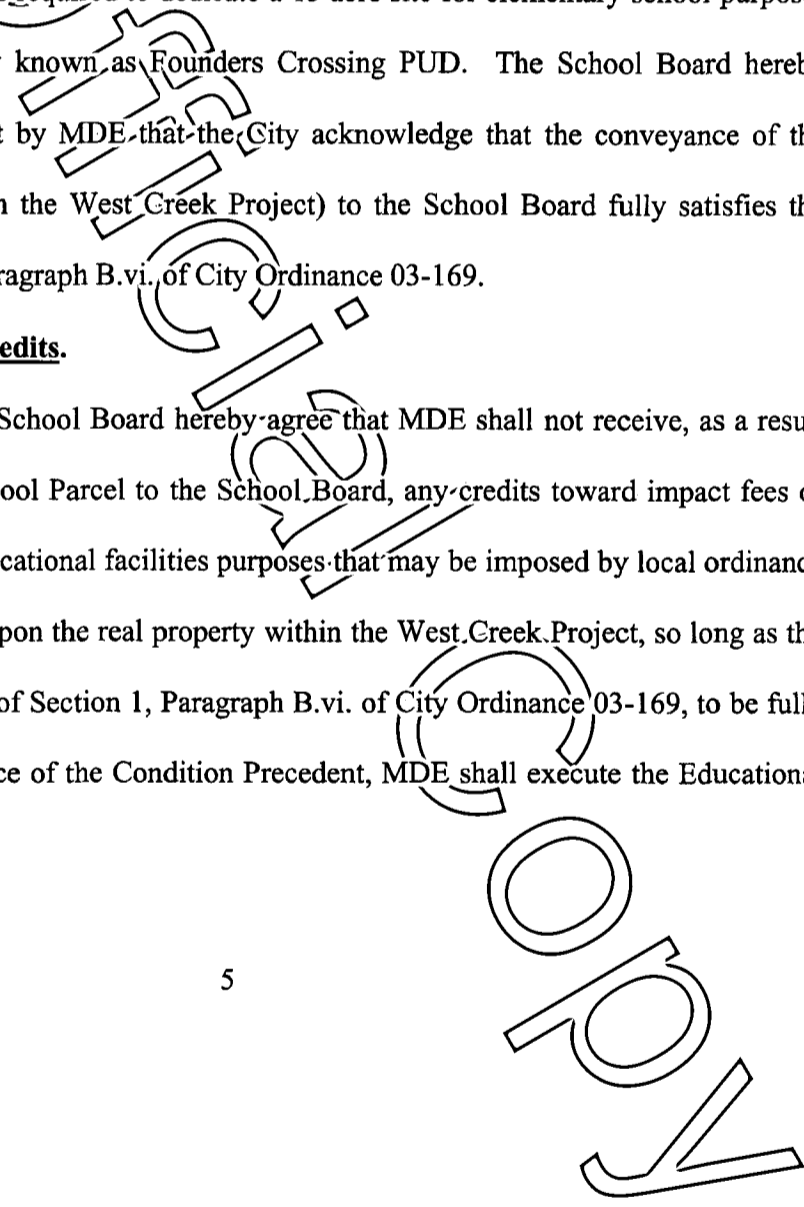 known as Founders Crossing PUD. The School Board hereb
by MDE that the City acknowledge that the conveyance of th
the West Creek Project) to the School Board fully satisfies th
ragraph B.vi. of City Ordinance 03-169.
edits.
School Board hereby agree that MDE shall not receive, as a resu
ool Parcel to the School Board, any credits toward impact fees
cational facilities purposes that may be imposed by local ordinanc
pon the real property within the West Creek Project, so long as th
of Section 1, Paragraph B.vi. of City Ordinance 03-169, to be full
ce of the Condition Precedent, MDE shall execute the Educationa
5
fficial Copy